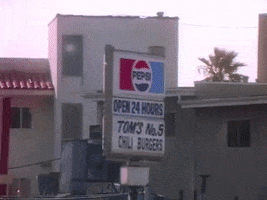 PEPSI
OPEN 24 HOURS
TOM'S No.5
CHILI BURGERS